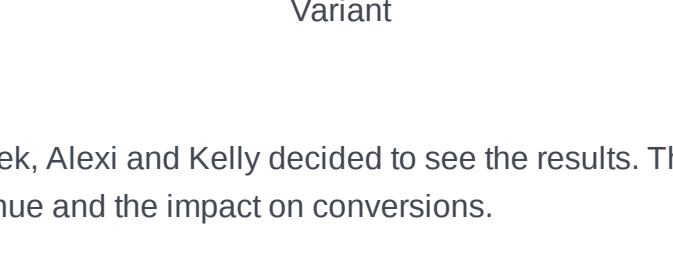 Variant
ek, Alexi and Kelly decided to see the results. Th
nue and the impact on conversions.